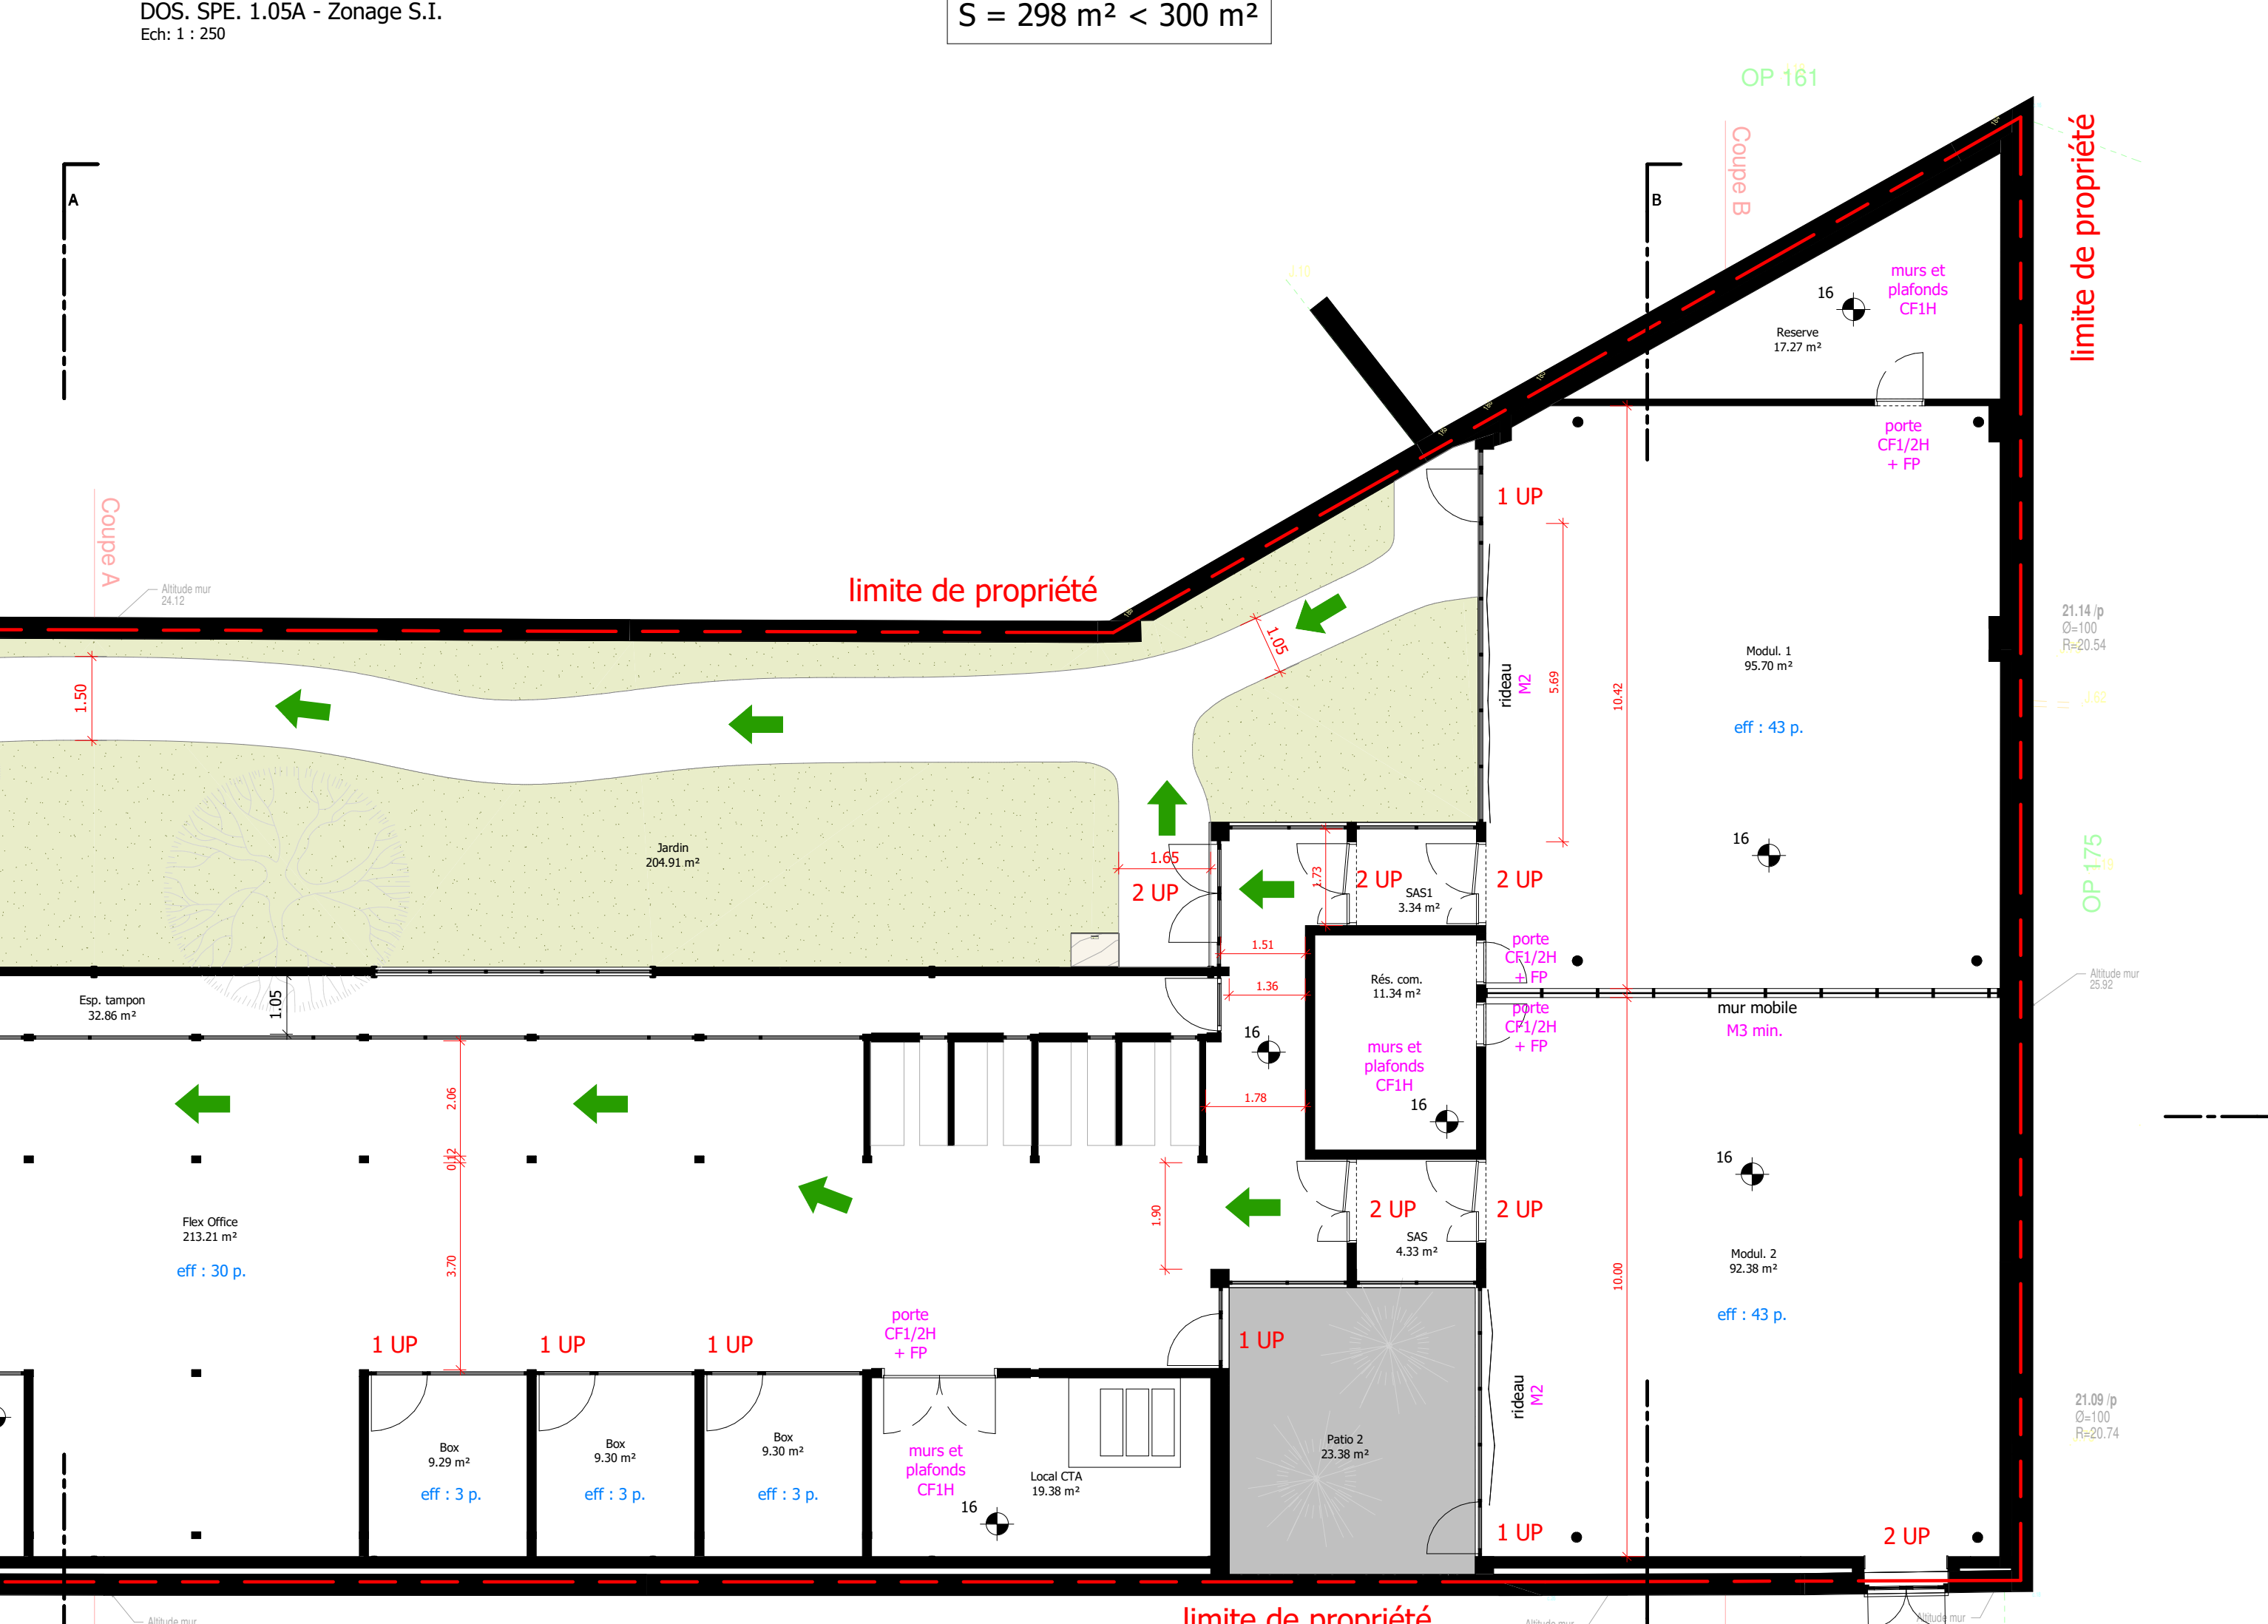 DOS. SPE. 1.05A - Zonage S.I.
Ech: 1 : 250
S = 298 m² < 300 m²
OP 161
limite de propriété
Coupe B
A
B
murs et
plafonds
CF1H
16
Reserve
17.27 m²
porte
CF1/2H
+ FP
1 UP
Coupe A
Altitude mur
24.12
limite de propriété
1.05
1.50
rideau
M2
5.69
10.42
Modul. 1
95.70 m²
eff : 43 p.
21.14 /p
Ø=100
R=20.54
16
OP 175
Jardin
204.91 m²
1.65
2 UP
1.73
2 UP
SAS1
3.34 m²
2 UP
1.51
porte
CF1/2H
+ FP
Altitude mur
25.92
Esp. tampon
32.86 m²
1.05
1.36
Rés. com.
11.34 m²
porte
CF1/2H
+ FP
mur mobile
M3 min.
16
murs et
plafonds
CF1H
16
1.78
2.06
0.12
3.70
1.90
16
Flex Office
213.21 m²
eff : 30 p.
2 UP
SAS
4.33 m²
2 UP
Modul. 2
92.38 m²
eff : 43 p.
10.00
1 UP
1 UP
1 UP
porte
CF1/2H
+ FP
1 UP
rideau
M2
21.09 /p
Ø=100
R=20.74
Box
9.29 m²
eff : 3 p.
Box
9.30 m²
eff : 3 p.
Box
9.30 m²
eff : 3 p.
murs et
plafonds
CF1H
Local CTA
19.38 m²
16
Patio 2
23.38 m²
1 UP
2 UP
limite de propriété
Altitude mur
Altitude mur
Altitude mur